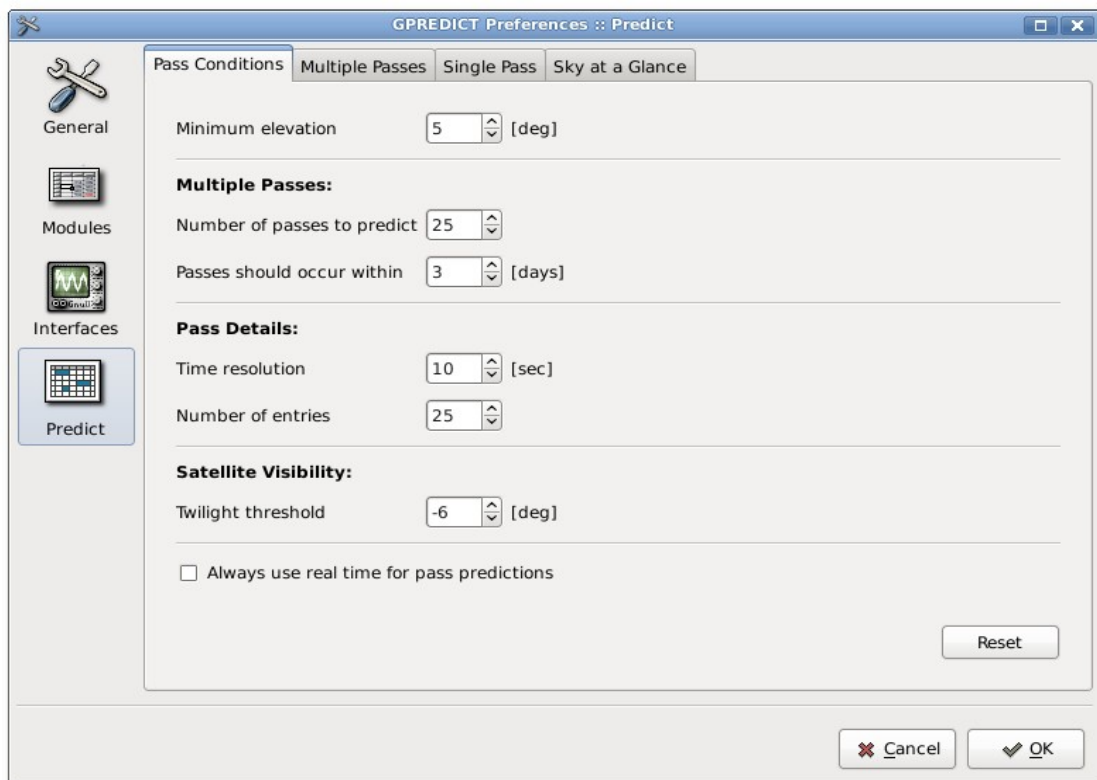 GPREDICT Preferences :: Predict
General
Modules
Interfaces
Predict
Pass Conditions
Multiple Passes
Single Pass
Sky at a Glance
Minimum elevation 5 [deg]
Multiple Passes:
Number of passes to predict 25
Passes should occur within 3 [days]
Pass Details:
Time resolution 10 [sec]
Number of entries 25
Satellite Visibility:
Twilight threshold -6 [deg]
Always use real time for pass predictions
Reset
Cancel
OK